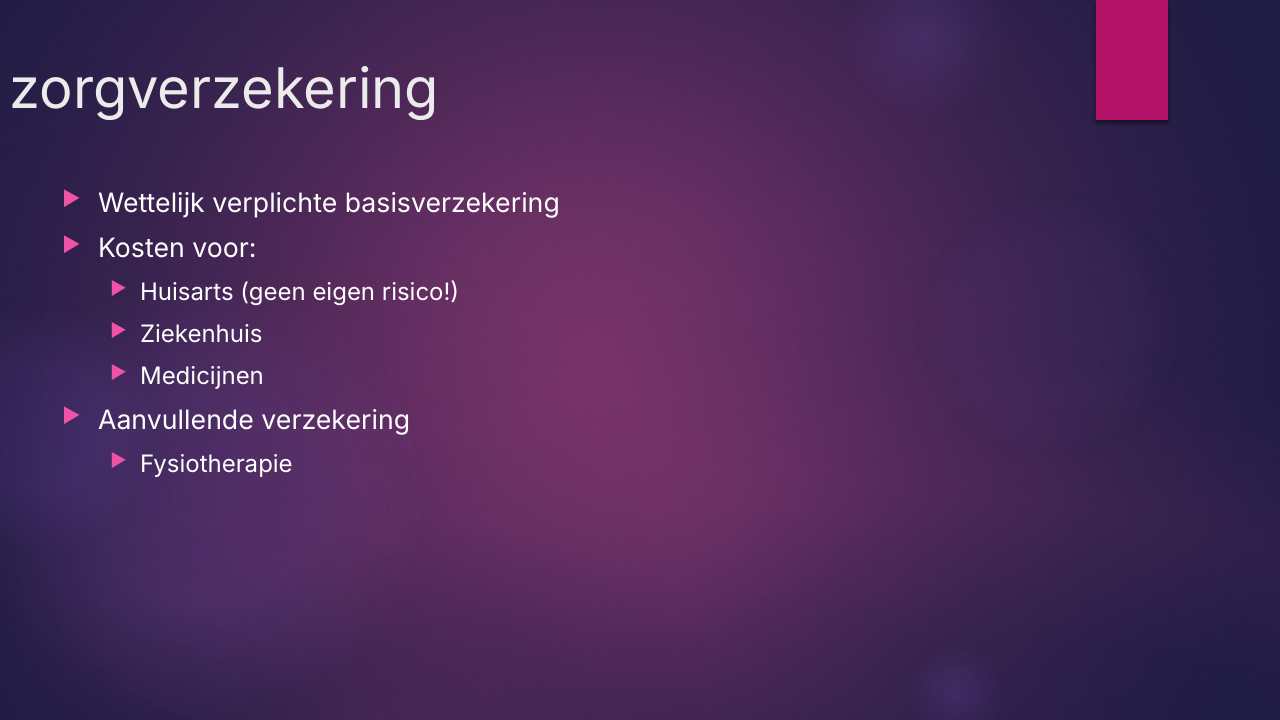 zorgverzekering
Wettelijk verplichte basisverzekering
Kosten voor:
Huisarts (geen eigen risico!)
Ziekenhuis
Medicijnen
Aanvullende verzekering
Fysiotherapie